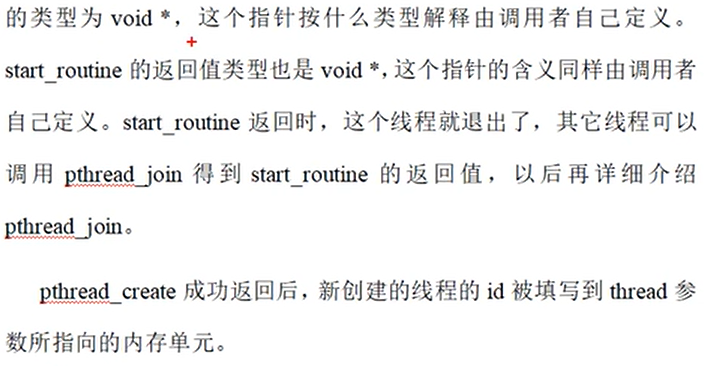 的类型为 void *，这个指针按什么类型解释由调用者自己定义。
start_routine 的返回值类型也是 void *，这个指针的含义同样由调用者
自己定义。start_routine 返回时，这个线程就退出了，其它线程可以
调用 pthread_join 得到 start_routine 的返回值，以后再详细介绍
pthread_join。
pthread_create 成功返回后，新创建的线程的 id 被填写到 thread 参
数所指向的内存单元。